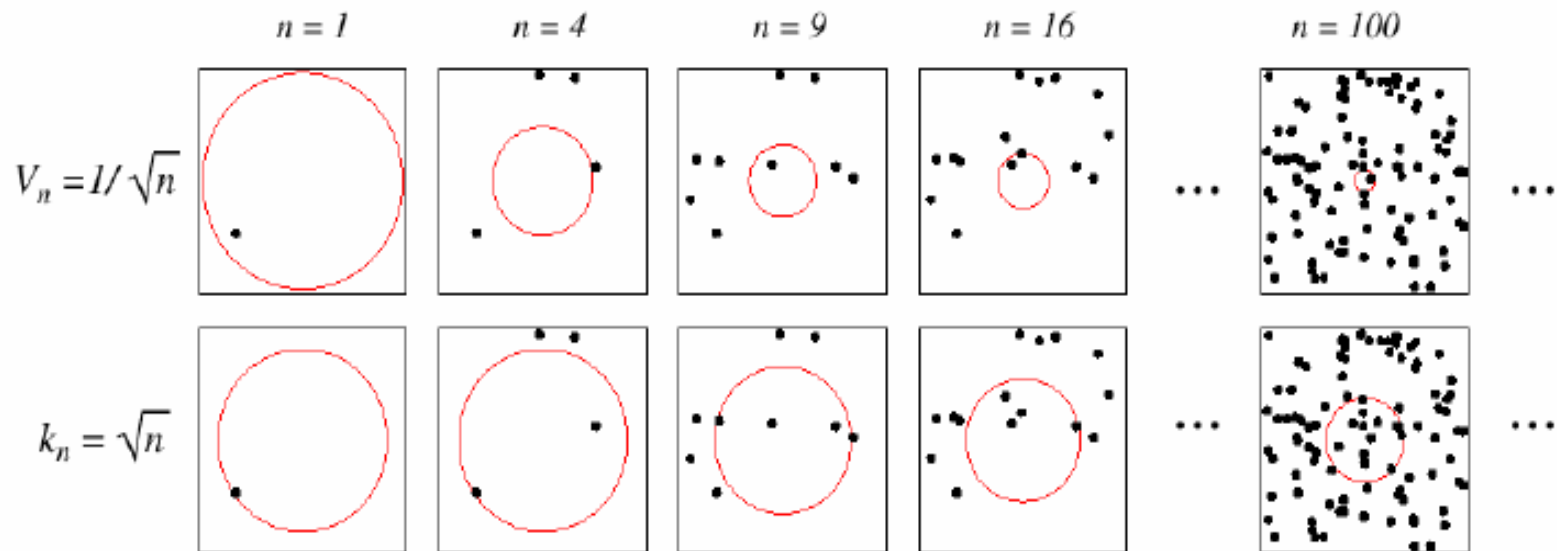 n = 1 n = 4 n = 9 n = 16 n = 100
V_n = 1/√n ... ...
k_n = √n ... ...